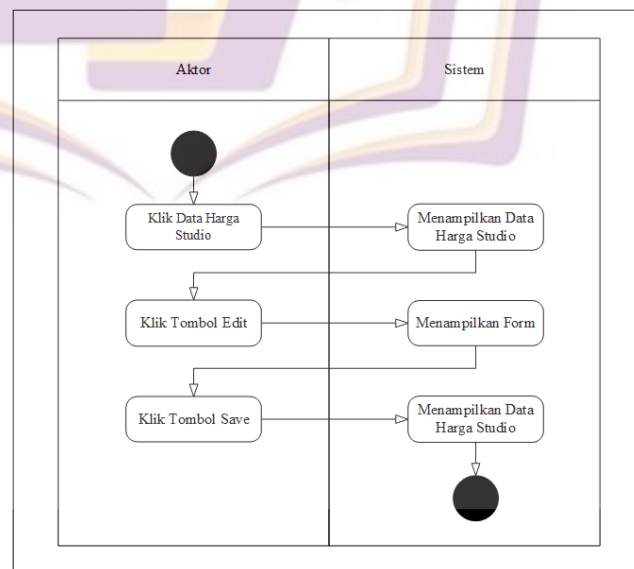 Aktor
Sistem
Klik Data Harga
Studio
Menampilkan Data
Harga Studio
Klik Tombol Edit
Menampilkan Form
Klik Tombol Save
Menampilkan Data
Harga Studio